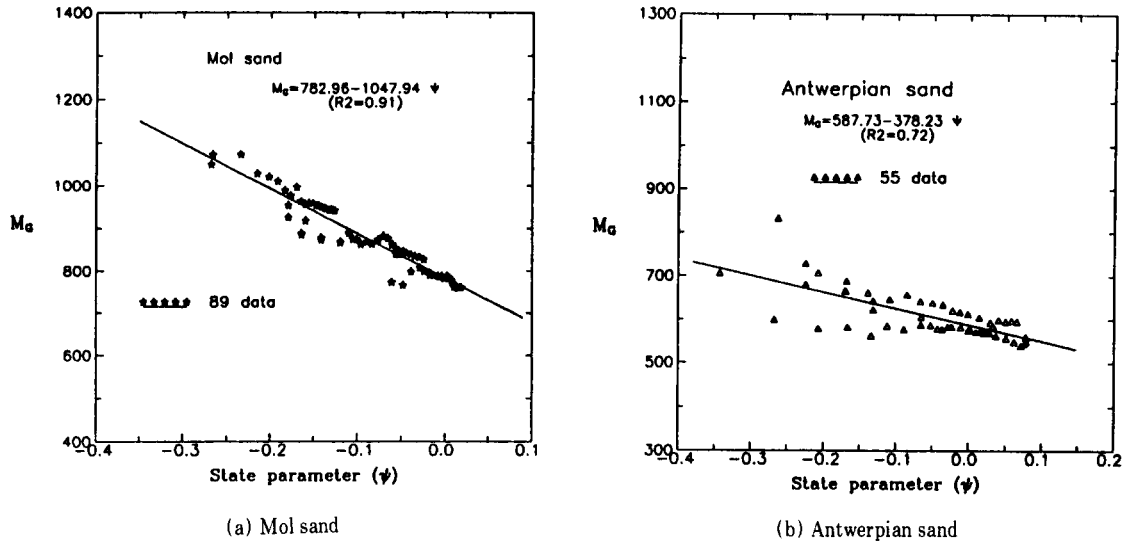 1400
1200
1000
800
600
400
M_G
Mol sand
M_G=782.96−1047.94 ψ
(R2=0.91)
89 data
−0.4 −0.3 −0.2 −0.1 0.0 0.1
State parameter (ψ)
(a) Mol sand
1300
1100
900
700
500
300
M_G
Antwerpian sand
M_G=587.73−378.23 ψ
(R2=0.72)
55 data
−0.4 −0.3 −0.2 −0.1 0.0 0.1 0.2
State parameter (ψ)
(b) Antwerpian sand